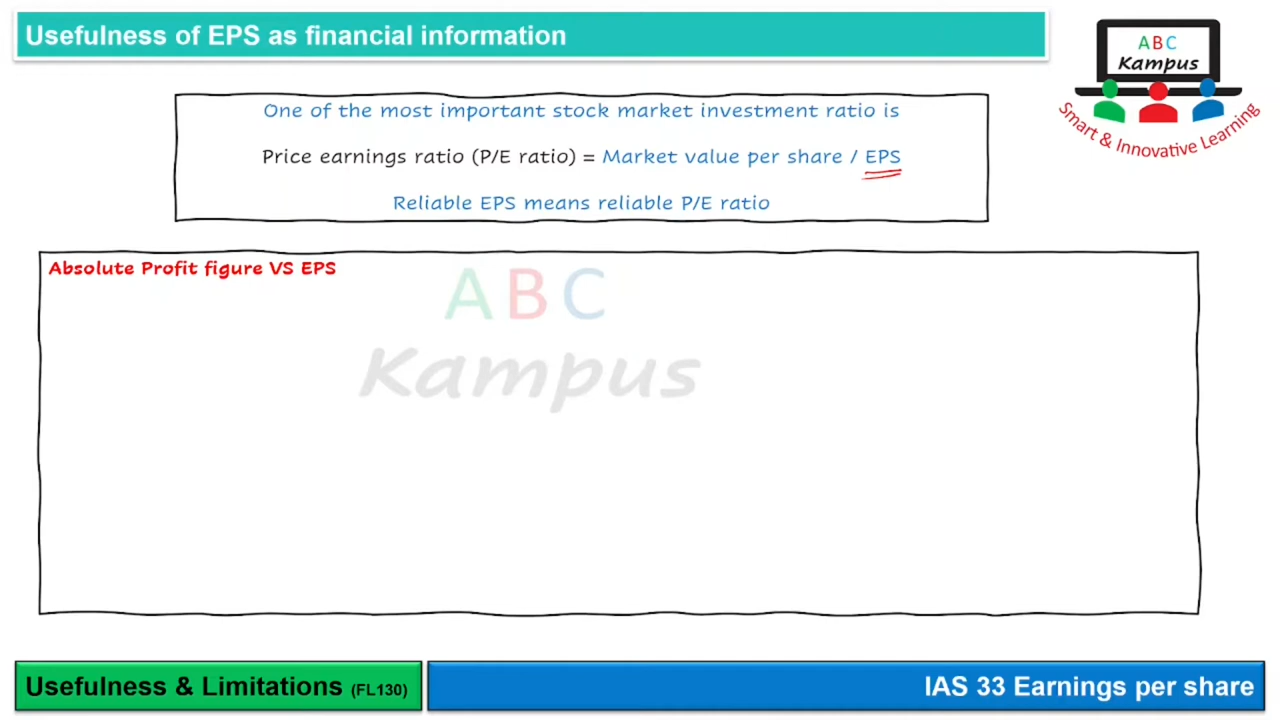 Usefulness of EPS as financial information
A B C
Kampus
Smart & Innovative Learning
One of the most important stock market investment ratio is
Price earnings ratio (P/E ratio) = Market value per share / EPS
Reliable EPS means reliable P/E ratio
Absolute Profit figure VS EPS
A B C
Kampus
Usefulness & Limitations (FL130)
IAS 33 Earnings per share